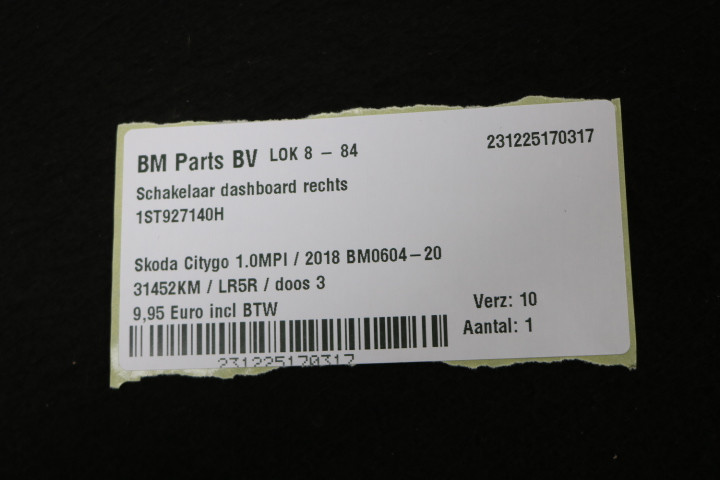 BM Parts BV LOK 8 – 84
231225170317
Schakelaar dashboard rechts
1ST927140H
Skoda Citygo 1.0MPI / 2018 BM0604–20
31452KM / LR5R / doos 3
9,95 Euro incl BTW
Verz: 10
Aantal: 1
231225170317